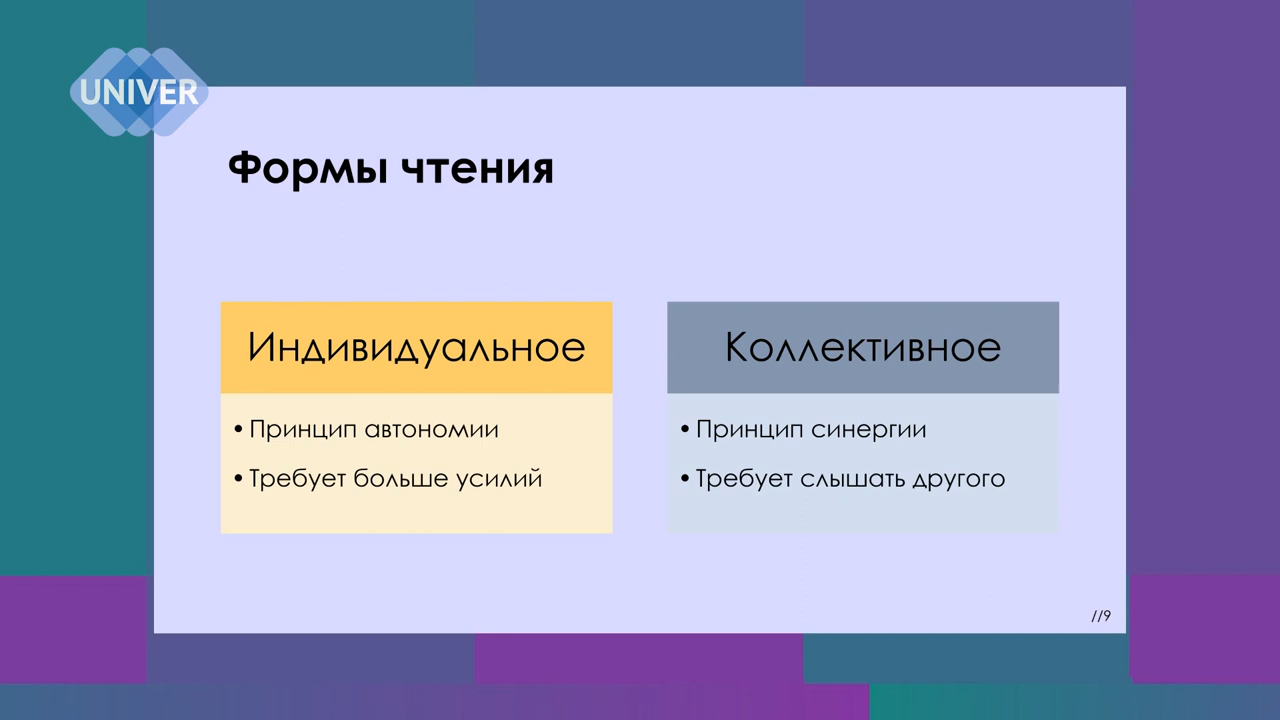 UNIVER
Формы чтения
Индивидуальное
• Принцип автономии
• Требует больше усилий
Коллективное
• Принцип синергии
• Требует слышать другого
//9